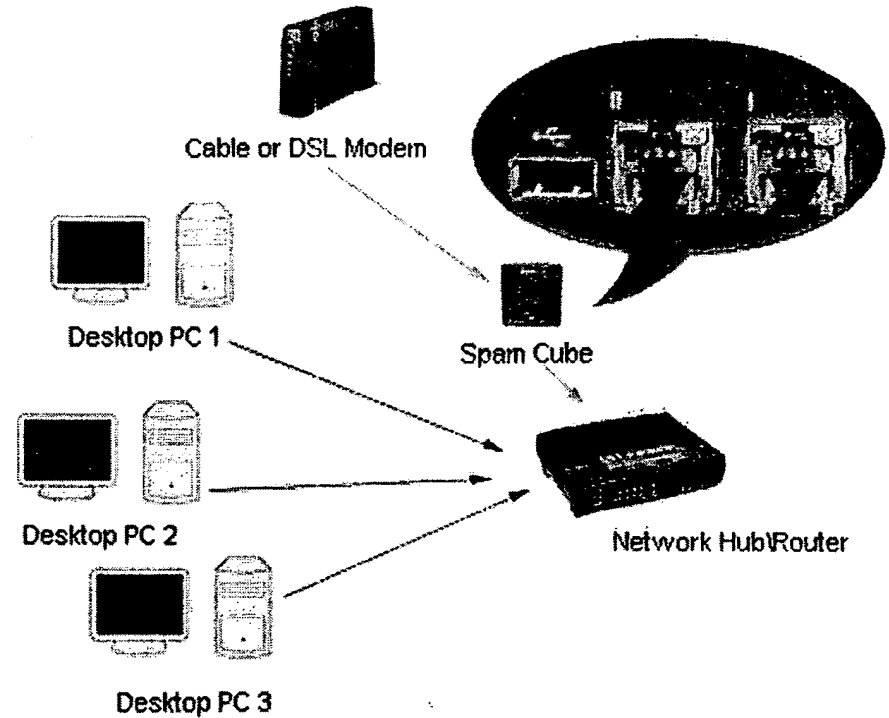 Cable or DSL Modem
Desktop PC 1
Spam Cube
Desktop PC 2
Network Hub\Router
Desktop PC 3